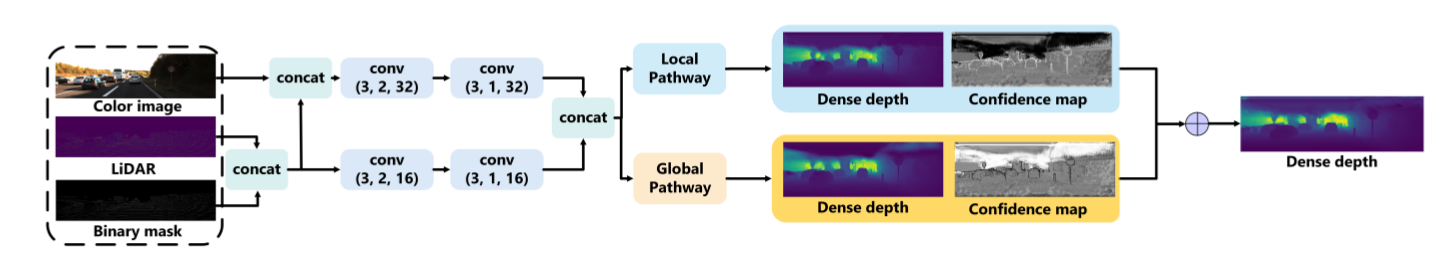 Color image
LiDAR
Binary mask
concat
concat
conv
(3, 2, 32)
conv
(3, 1, 32)
conv
(3, 2, 16)
conv
(3, 1, 16)
concat
Local
Pathway
Global
Pathway
Dense depth
Confidence map
Dense depth
Confidence map
Dense depth